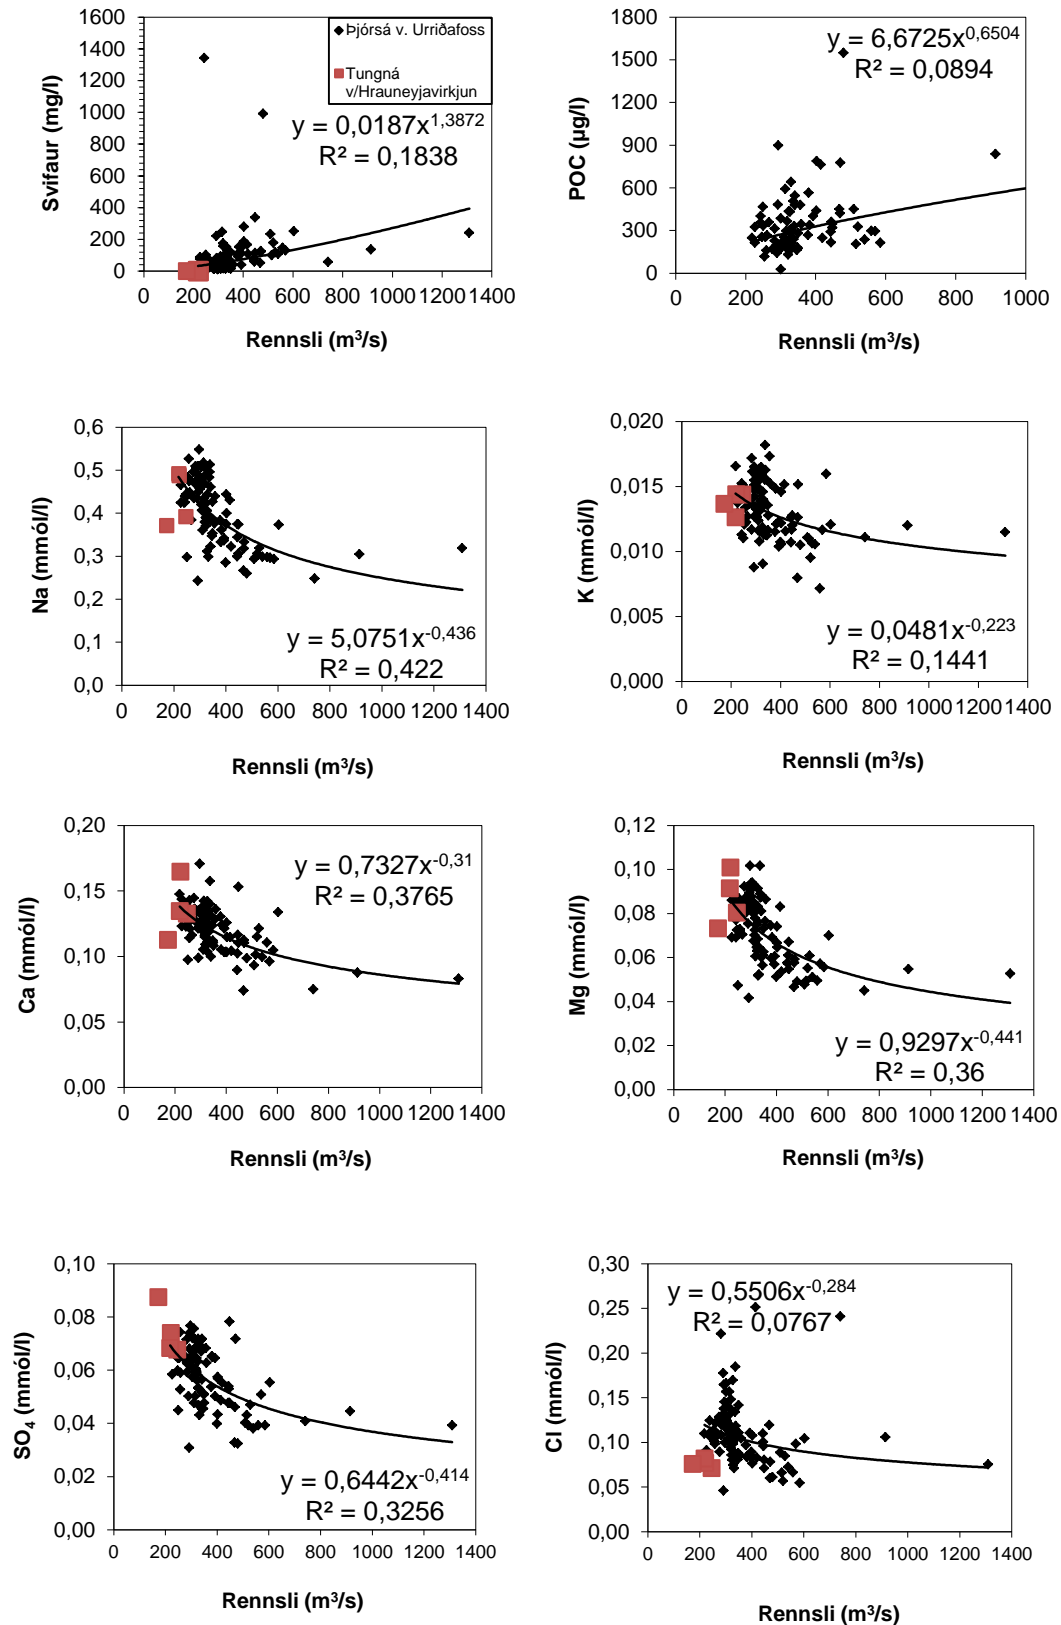 1600
1400
1200
1000
800
600
400
200
0
Svifaur (mg/l)
Þjórsá v. Urriðafoss
Tungná
v/Hrauneyjavirkjun
y = 0,0187x^1,3872
R² = 0,1838
0 200 400 600 800 1000 1200 1400
Rennsli (m³/s)
1800
1500
1200
900
600
300
0
POC (µg/l)
y = 6,6725x^0,6504
R² = 0,0894
0 200 400 600 800 1000
Rennsli (m³/s)
0,6
0,5
0,4
0,3
0,2
0,1
0,0
Na (mmól/l)
y = 5,0751x^-0,436
R² = 0,422
0 200 400 600 800 1000 1200 1400
Rennsli (m³/s)
0,020
0,015
0,010
0,005
0,000
K (mmól/l)
y = 0,0481x^-0,223
R² = 0,1441
0 200 400 600 800 1000 1200 1400
Rennsli (m³/s)
0,20
0,15
0,10
0,05
0,00
Ca (mmól/l)
y = 0,7327x^-0,31
R² = 0,3765
0 200 400 600 800 1000 1200 1400
Rennsli (m³/s)
0,12
0,10
0,08
0,06
0,04
0,02
0,00
Mg (mmól/l)
y = 0,9297x^-0,441
R² = 0,36
0 200 400 600 800 1000 1200 1400
Rennsli (m³/s)
0,10
0,08
0,06
0,04
0,02
0,00
SO₄ (mmól/l)
y = 0,6442x^-0,414
R² = 0,3256
0 200 400 600 800 1000 1200 1400
Rennsli (m³/s)
0,30
0,25
0,20
0,15
0,10
0,05
0,00
Cl (mmól/l)
y = 0,5506x^-0,284
R² = 0,0767
0 200 400 600 800 1000 1200 1400
Rennsli (m³/s)